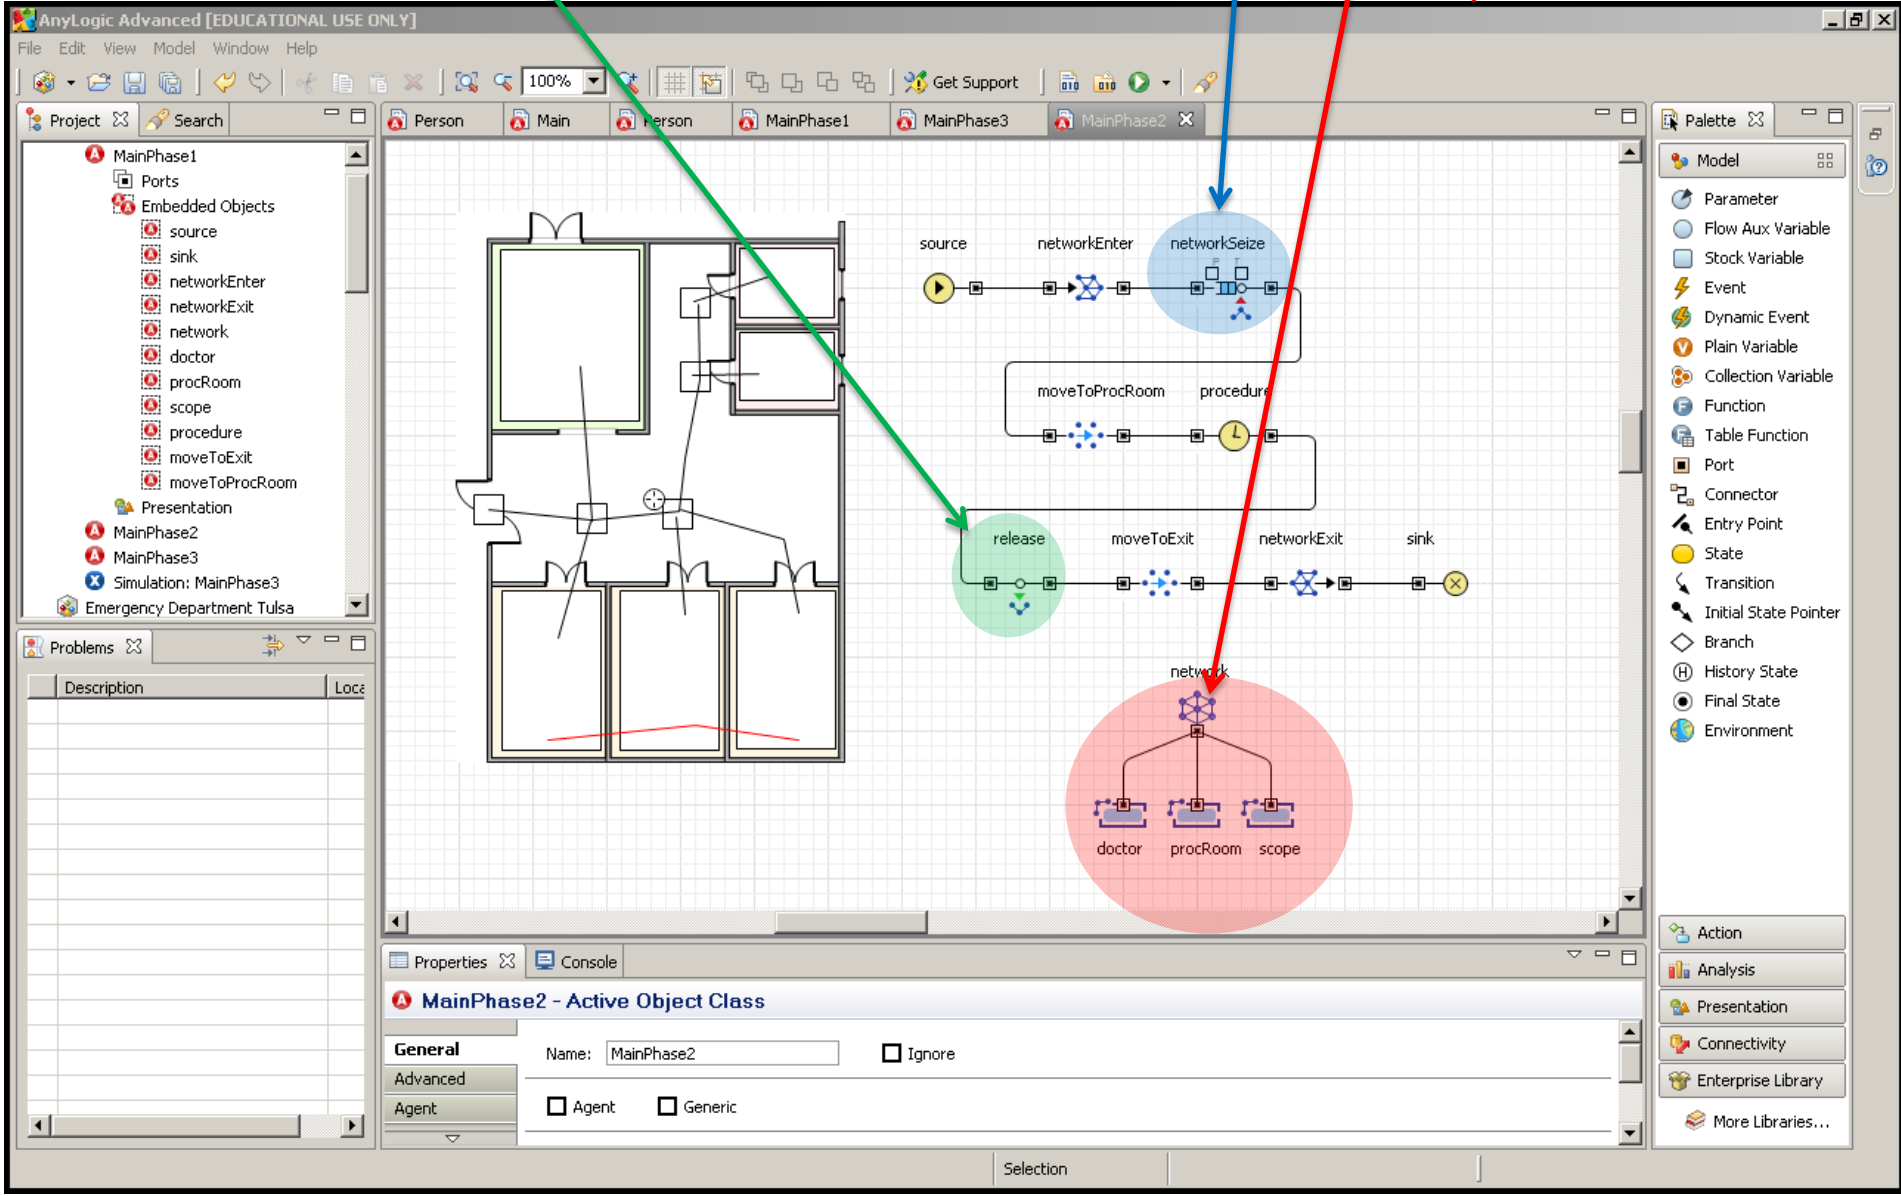 AnyLogic Advanced [EDUCATIONAL USE ONLY]
File Edit View Model Window Help
100% Get Support
Project Search
Person Main Person MainPhase1 MainPhase3 MainPhase2
Palette
MainPhase1
Ports
Embedded Objects
source
sink
networkEnter
networkExit
network
doctor
procRoom
scope
procedure
moveToExit
moveToProcRoom
Presentation
MainPhase2
MainPhase3
Simulation: MainPhase3
Emergency Department Tulsa
Problems
Description Loca
source networkEnter networkSeize
P T
moveToProcRoom procedure
release moveToExit networkExit sink
network
doctor procRoom scope
Model
Parameter
Flow Aux Variable
Stock Variable
Event
Dynamic Event
Plain Variable
Collection Variable
Function
Table Function
Port
Connector
Entry Point
State
Transition
Initial State Pointer
Branch
History State
Final State
Environment
Action
Analysis
Presentation
Connectivity
Enterprise Library
More Libraries...
Properties Console
MainPhase2 - Active Object Class
General
Advanced
Agent
Name: MainPhase2 Ignore
Agent Generic
Selection